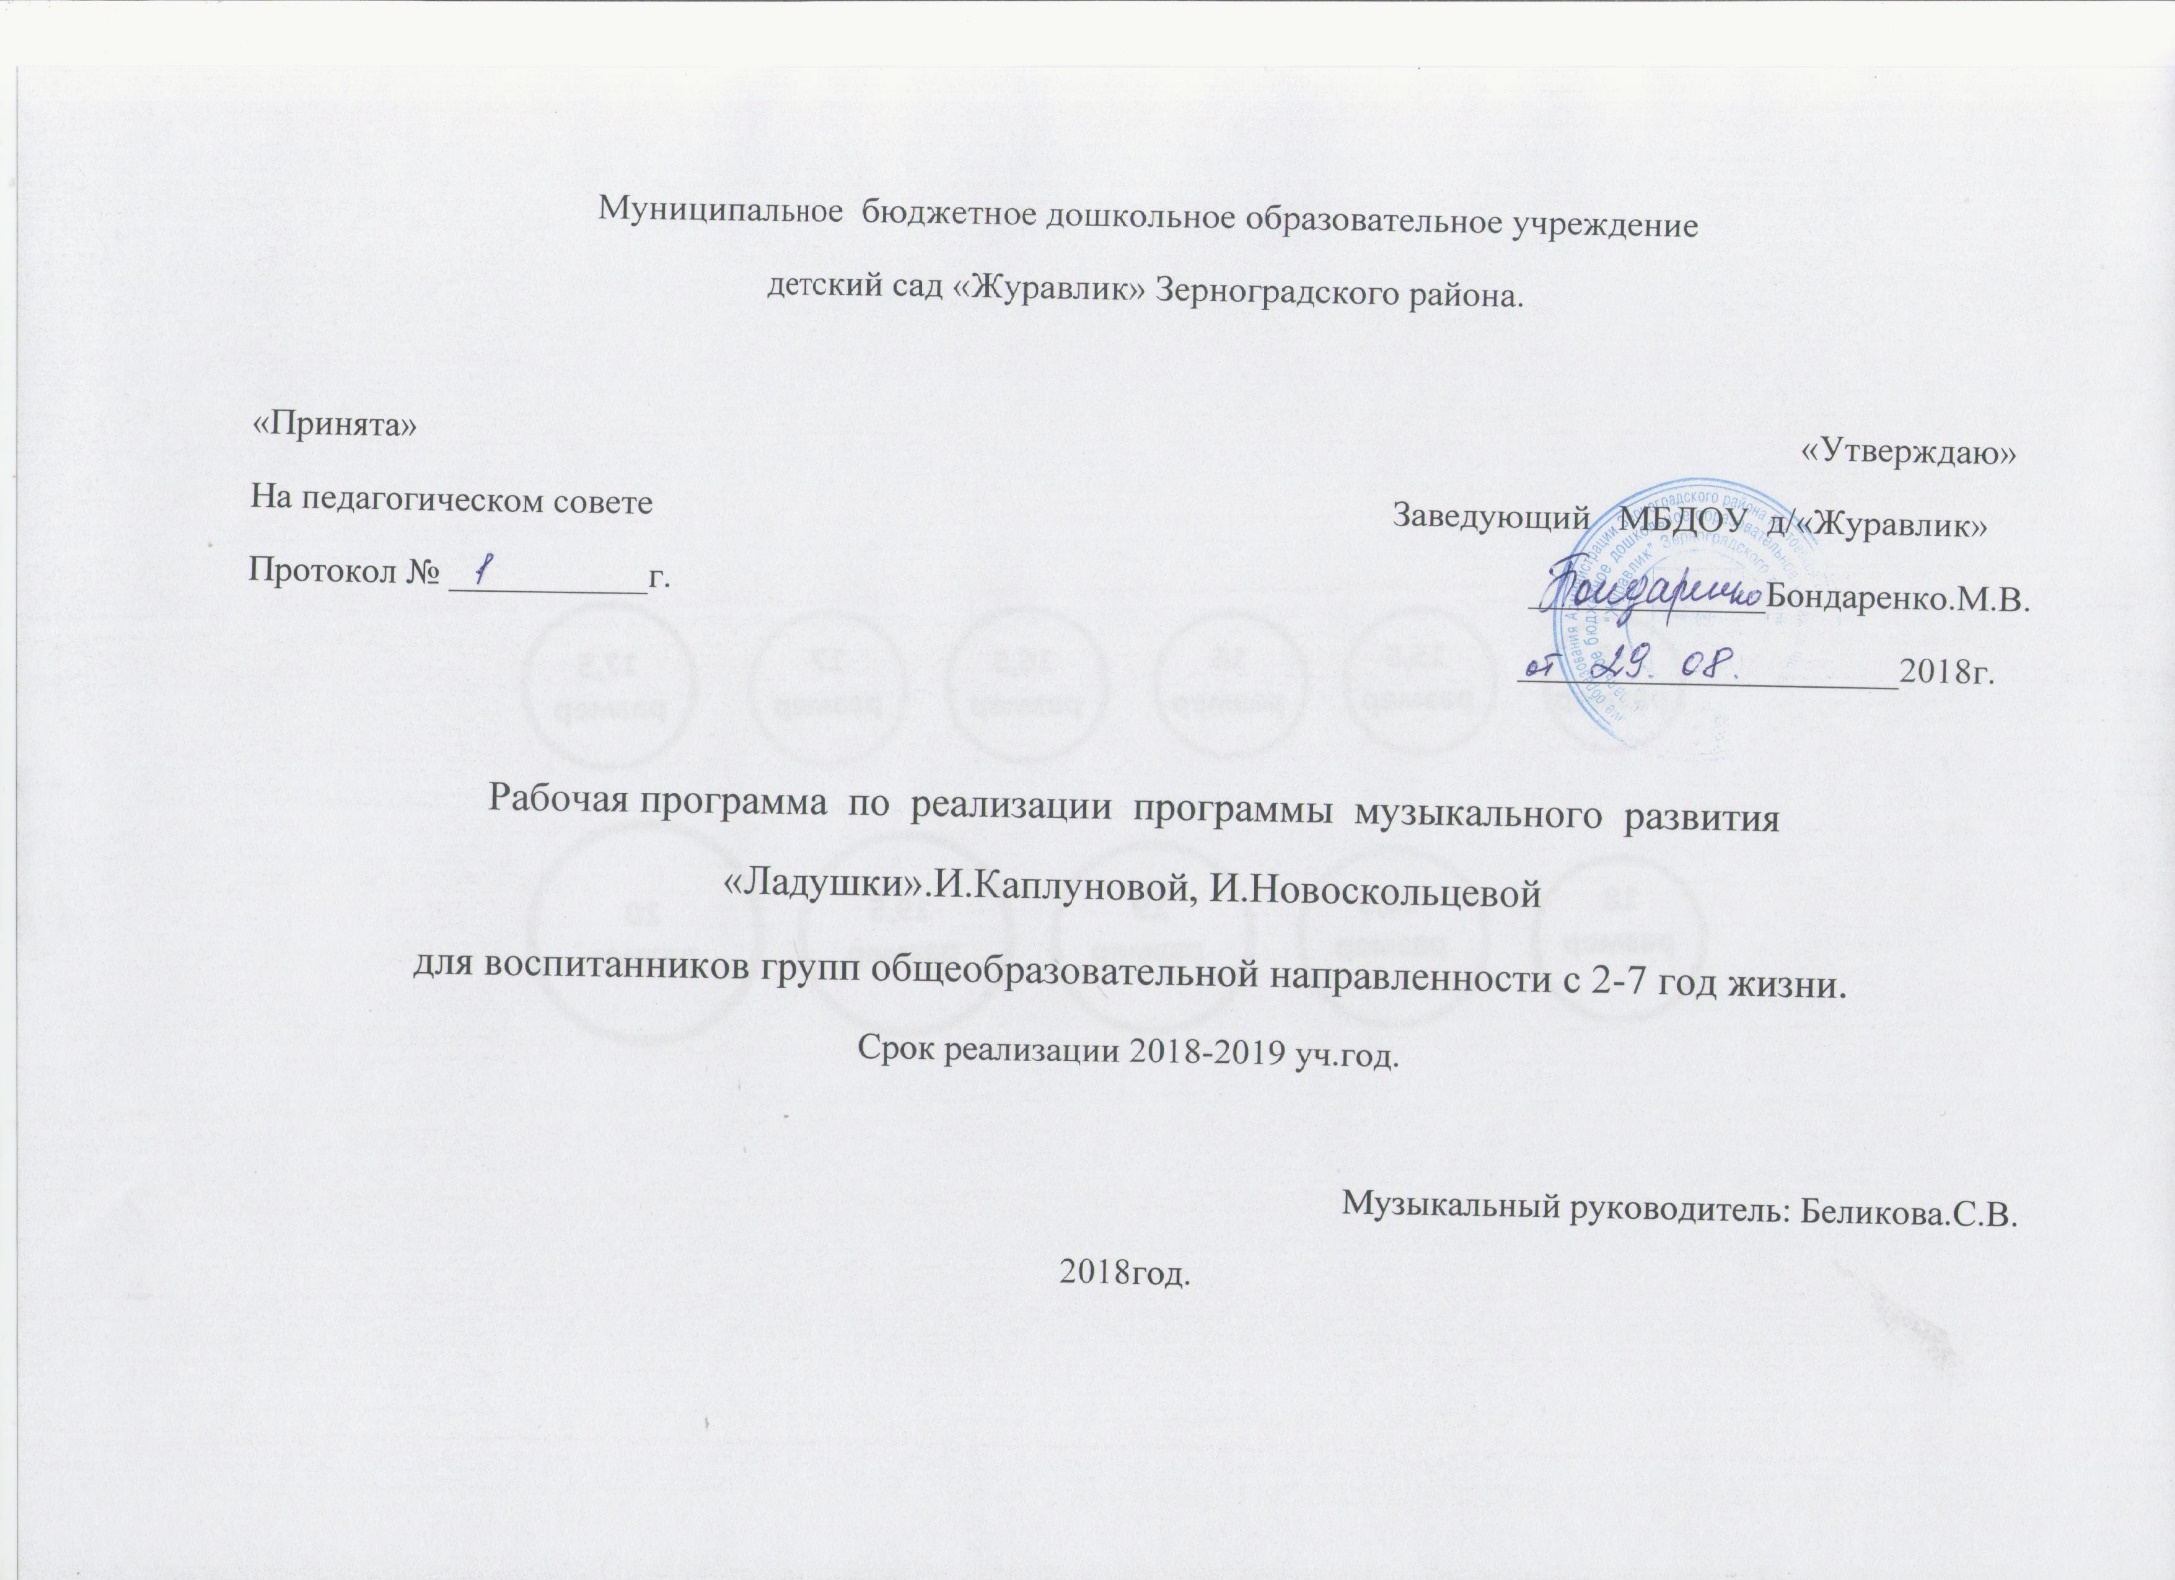 Муниципальное бюджетное дошкольное образовательное учреждение
детский сад «Журавлик» Зерноградского района.
«Принята»
На педагогическом совете
Протокол № 1 г.
«Утверждаю»
Заведующий МБДОУ д/«Журавлик»
Бондаренко Бондаренко.М.В.
от 29. 08. 2018г.
Рабочая программа по реализации программы музыкального развития
«Ладушки».И.Каплуновой, И.Новоскольцевой
для воспитанников групп общеобразовательной направленности с 2-7 год жизни.
Срок реализации 2018-2019 уч.год.
Музыкальный руководитель: Беликова.С.В.
2018год.